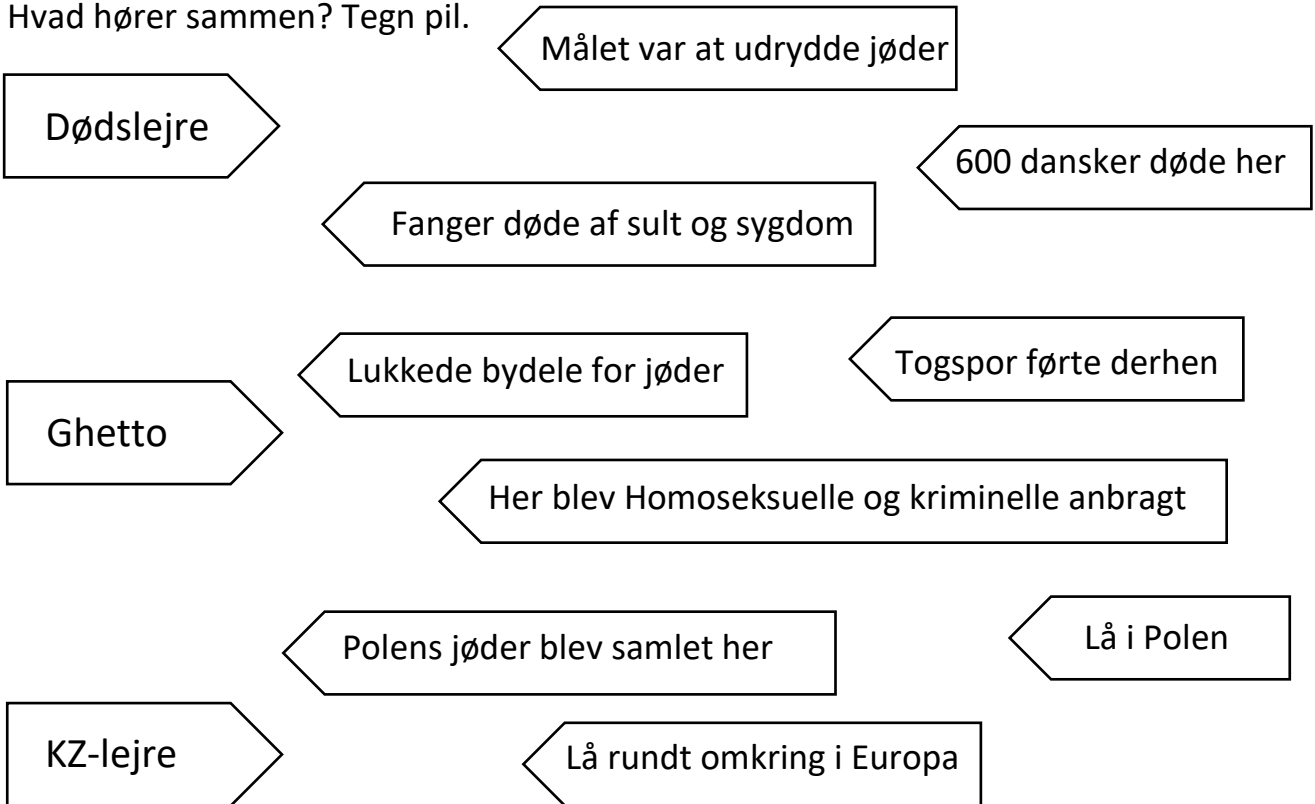 Hvad hører sammen? Tegn pil.
Målet var at udrydde jøder
Dødslejre
600 dansker døde her
Fanger døde af sult og sygdom
Lukkede bydele for jøder
Togspor førte derhen
Ghetto
Her blev Homoseksuelle og kriminelle anbragt
Polens jøder blev samlet her
Lå i Polen
KZ-lejre
Lå rundt omkring i Europa